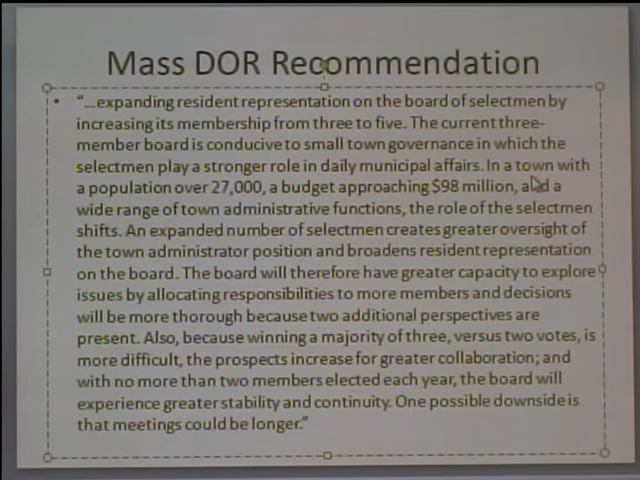 Mass DOR Recommendation
• "...expanding resident representation on the board of selectmen by
increasing its membership from three to five. The current three-
member board is conducive to small town governance in which the
selectmen play a stronger role in daily municipal affairs. In a town with
a population over 27,000, a budget approaching $98 million, and a
wide range of town administrative functions, the role of the selectmen
shifts. An expanded number of selectmen creates greater oversight of
the town administrator position and broadens resident representation
on the board. The board will therefore have greater capacity to explore
issues by allocating responsibilities to more members and decisions
will be more thorough because two additional perspectives are
present. Also, because winning a majority of three, versus two votes, is
more difficult, the prospects increase for greater collaboration; and
with no more than two members elected each year, the board will
experience greater stability and continuity. One possible downside is
that meetings could be longer."